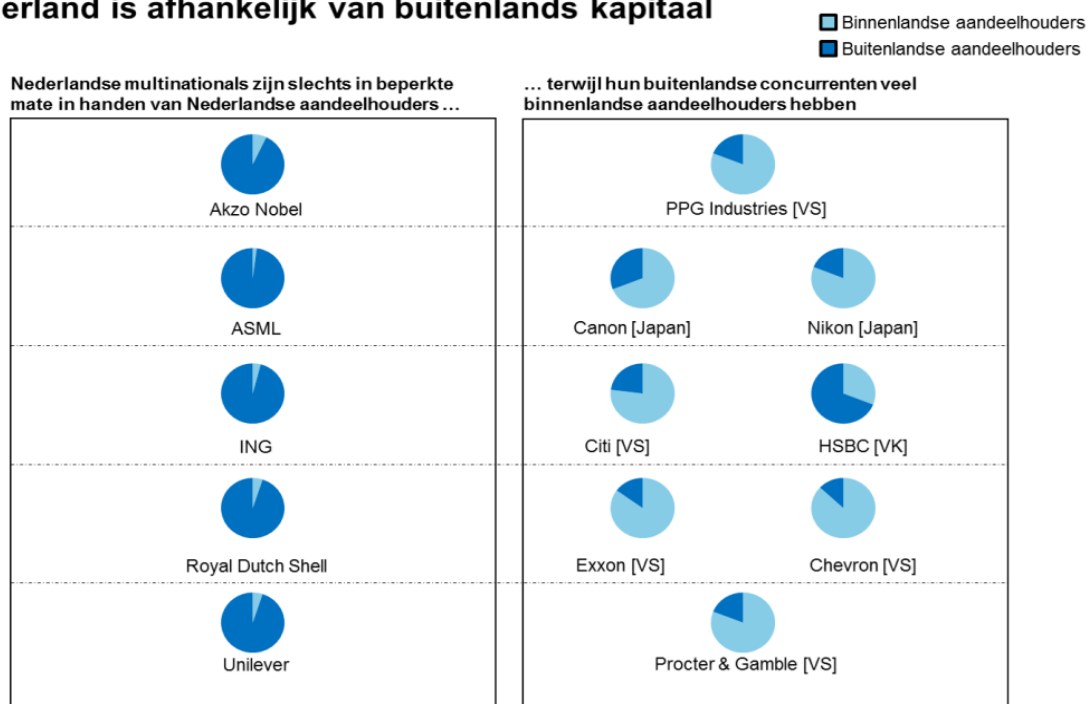 erland is afhankelijk van buitenlands kapitaal
Binnenlandse aandeelhouders
Buitenlandse aandeelhouders
Nederlandse multinationals zijn slechts in beperkte
mate in handen van Nederlandse aandeelhouders ...
... terwijl hun buitenlandse concurrenten veel
binnenlandse aandeelhouders hebben
Akzo Nobel
PPG Industries [VS]
ASML
Canon [Japan]
Nikon [Japan]
ING
Citi [VS]
HSBC [VK]
Royal Dutch Shell
Exxon [VS]
Chevron [VS]
Unilever
Procter & Gamble [VS]